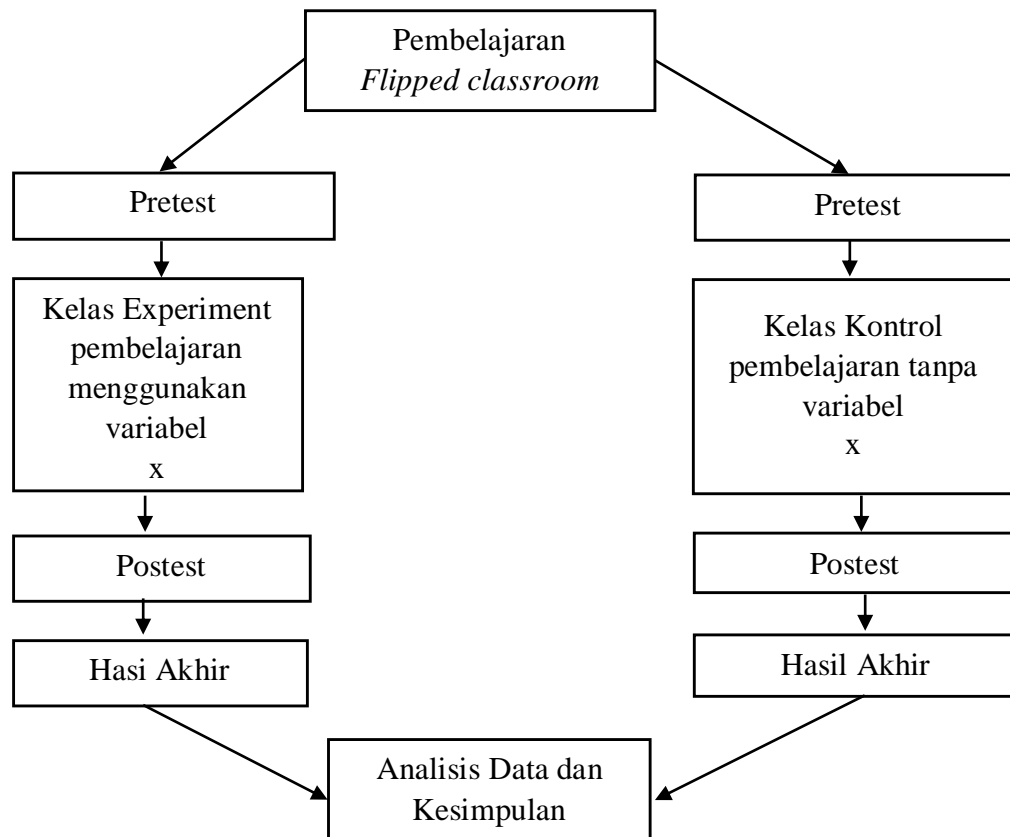 Pembelajaran
Flipped classroom
Pretest
Kelas Experiment
pembelajaran
menggunakan
variabel
x
Postest
Hasi Akhir
Pretest
Kelas Kontrol
pembelajaran tanpa
variabel
x
Postest
Hasil Akhir
Analisis Data dan
Kesimpulan